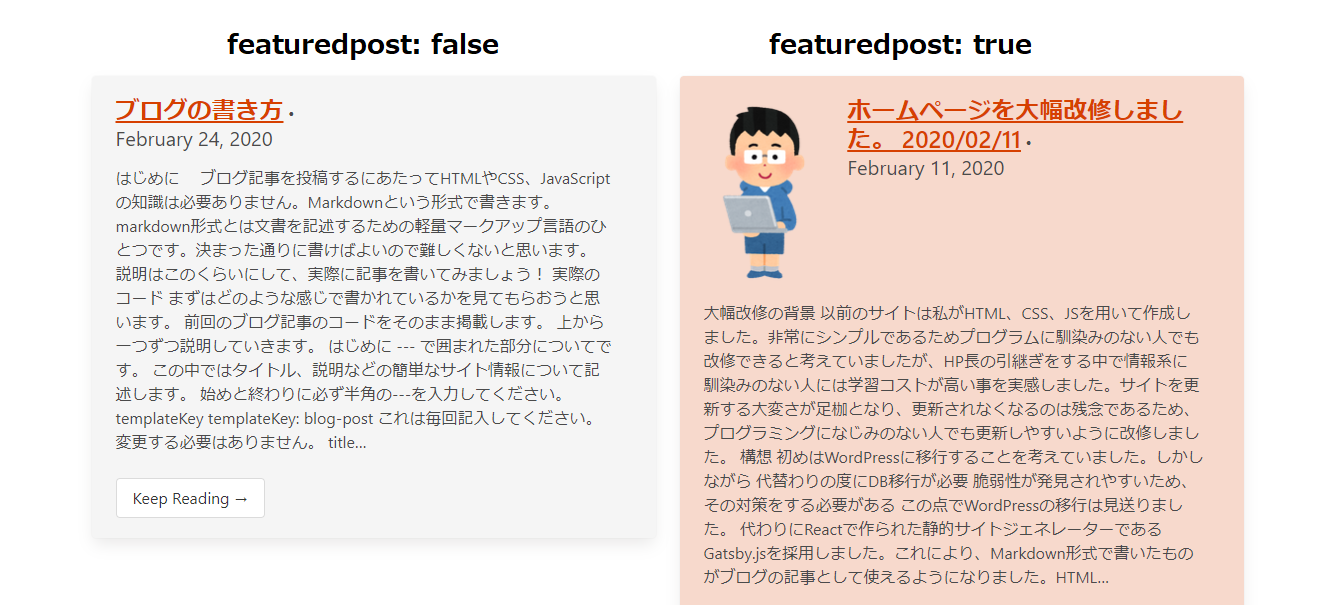 featuredpost: false
ブログの書き方 •
February 24, 2020
はじめに　 ブログ記事を投稿するにあたってHTMLやCSS、JavaScript
の知識は必要ありません。Markdownという形式で書きます。
markdown形式とは文書を記述するための軽量マークアップ言語のひ
とつです。決まった通りに書けばよいので難しくないと思います。
説明はこのくらいにして、実際に記事を書いてみましょう！ 実際の
コード まずはどのような感じで書かれているかを見てもらおうと思
います。 前回のブログ記事のコードをそのまま掲載します。 上から
一つずつ説明していきます。 はじめに --- で囲まれた部分についてで
す。 この中ではタイトル、説明などの簡単なサイト情報について記
述します。 始めと終わりに必ず半角の---を入力してください。
templateKey templateKey: blog-post これは毎回記入してください。
変更する必要はありません。 title…
Keep Reading →
featuredpost: true
ホームページを大幅改修しまし
た。 2020/02/11 •
February 11, 2020
大幅改修の背景 以前のサイトは私がHTML、CSS、JSを用いて作成し
ました。非常にシンプルであるためプログラムに馴染みのない人でも
改修できると考えていましたが、HP長の引継ぎをする中で情報系に
馴染みのない人には学習コストが高い事を実感しました。サイトを更
新する大変さが足枷となり、更新されなくなるのは残念であるため、
プログラミングになじみのない人でも更新しやすいように改修しまし
た。 構想 初めはWordPressに移行することを考えていました。しかし
ながら 代替わりの度にDB移行が必要 脆弱性が発見されやすいため、
その対策をする必要がある この点でWordPressの移行は見送りまし
た。 代わりにReactで作られた静的サイトジェネレーターである
Gatsby.jsを採用しました。これにより、Markdown形式で書いたもの
がブログの記事として使えるようになりました。HTML…